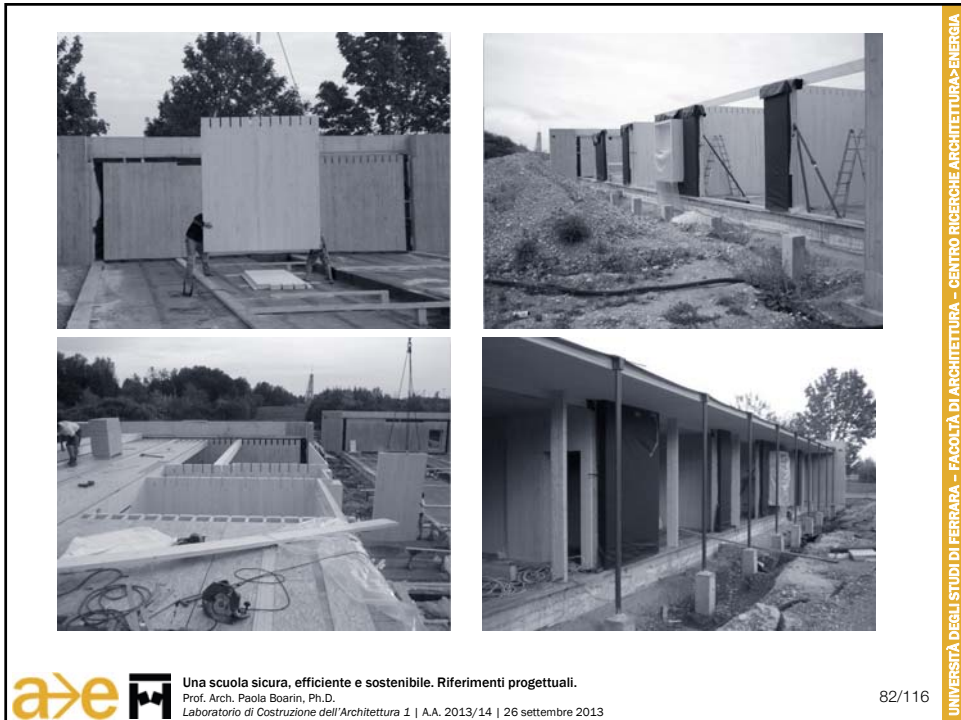 UNIVERSITÀ DEGLI STUDI DI FERRARA – FACOLTÀ DI ARCHITETTURA – CENTRO RICERCHE ARCHITETTURA>ENERGIA
a>e
Una scuola sicura, efficiente e sostenibile. Riferimenti progettuali.
Prof. Arch. Paola Boarin, Ph.D.
Laboratorio di Costruzione dell'Architettura 1 | A.A. 2013/14 | 26 settembre 2013
82/116